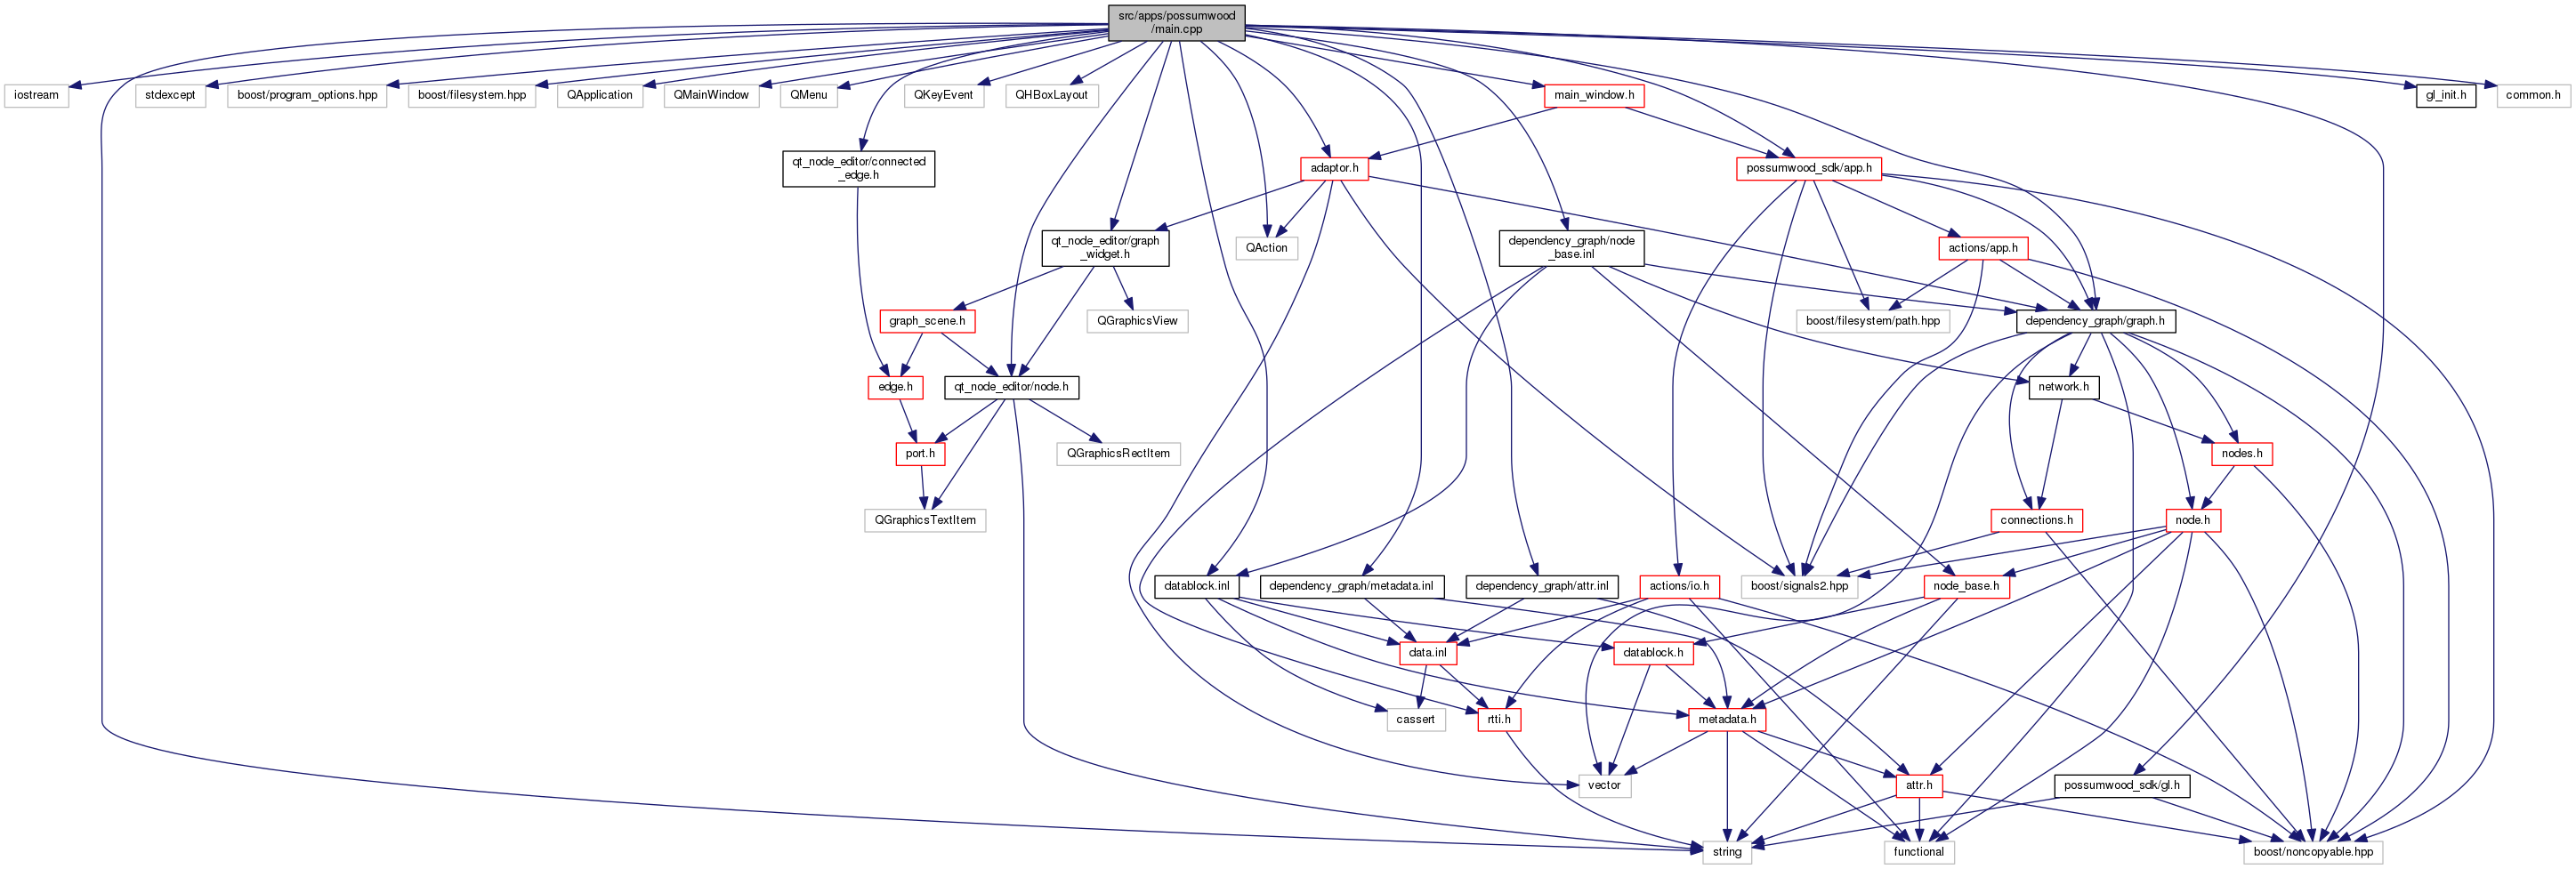 src/apps/possumwood
/main.cpp
iostream
stdexcept
boost/program_options.hpp
boost/filesystem.hpp
QApplication
QMainWindow
QMenu
QKeyEvent
QHBoxLayout
main_window.h
gl_init.h
common.h
qt_node_editor/connected
_edge.h
adaptor.h
possumwood_sdk/app.h
qt_node_editor/graph
_widget.h
QAction
dependency_graph/node
_base.inl
actions/app.h
graph_scene.h
QGraphicsView
boost/filesystem/path.hpp
dependency_graph/graph.h
edge.h
qt_node_editor/node.h
network.h
port.h
QGraphicsRectItem
nodes.h
QGraphicsTextItem
connections.h
node.h
datablock.inl
dependency_graph/metadata.inl
dependency_graph/attr.inl
actions/io.h
boost/signals2.hpp
node_base.h
data.inl
datablock.h
cassert
rtti.h
metadata.h
vector
attr.h
possumwood_sdk/gl.h
string
functional
boost/noncopyable.hpp